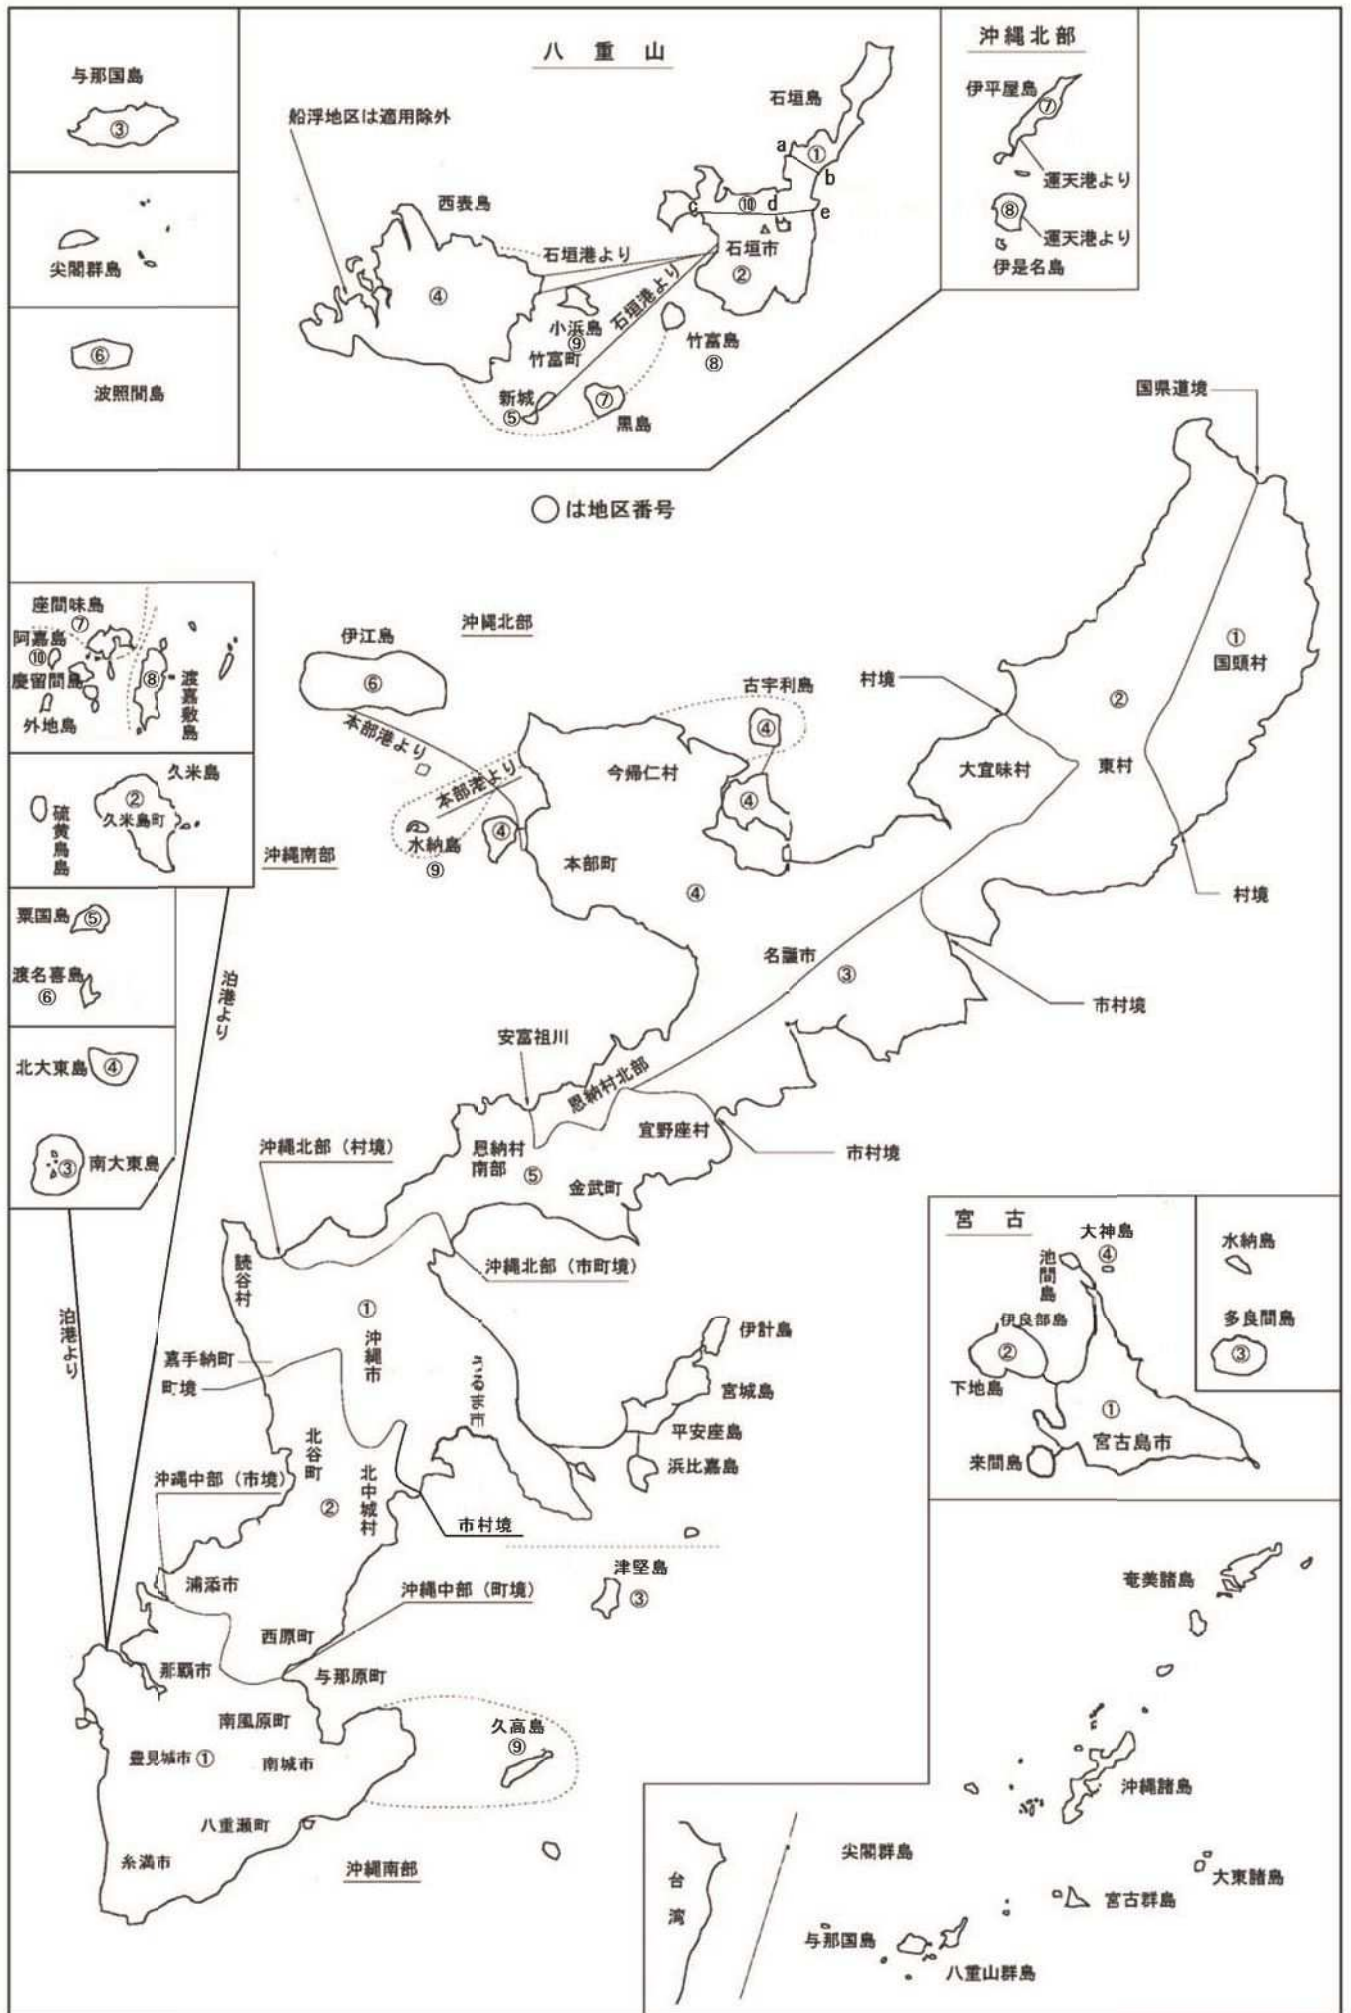 与那国島
③
尖閣群島
⑥
波照間島
八重山
船浮地区は適用除外
西表島
④
石垣島
a
①
b
c
⑩
d
e
石垣市
②
石垣港より
石垣港より
小浜島
⑨
竹富町
竹富島
⑧
新城
⑤
⑦
黒島
沖縄北部
伊平屋島
⑦
運天港より
⑧
運天港より
伊是名島
○は地区番号
国県道境
①
国頭村
②
村境
大宜味村
東村
村境
市村境
沖縄北部
伊江島
⑥
本部港より
本部港より
水納島
⑨
④
古宇利島
④
今帰仁村
④
本部町
④
名護市
③
安富祖川
恩納村北部
宜野座村
市村境
恩納村
南部
⑤
金武町
座間味島
⑦
阿嘉島
⑩
慶留間島
外地島
⑧
渡嘉敷島
久米島
②
久米島町
硫黄鳥島
沖縄南部
粟国島
⑤
渡名喜島
⑥
北大東島
④
③
南大東島
泊港より
泊港より
沖縄北部（村境）
沖縄北部（市町境）
読谷村
①
沖縄市
うるま市
嘉手納町
町境
北谷町
北中城村
②
沖縄中部（市境）
市村境
伊計島
宮城島
平安座島
浜比嘉島
津堅島
③
浦添市
西原町
沖縄中部（町境）
那覇市
与那原町
南風原町
豊見城市
①
南城市
久高島
⑨
八重瀬町
糸満市
沖縄南部
宮古
大神島
④
池間島
伊良部島
②
下地島
①
宮古島市
来間島
水納島
多良間島
③
奄美諸島
沖縄諸島
大東諸島
宮古群島
尖閣群島
台湾
与那国島
八重山群島